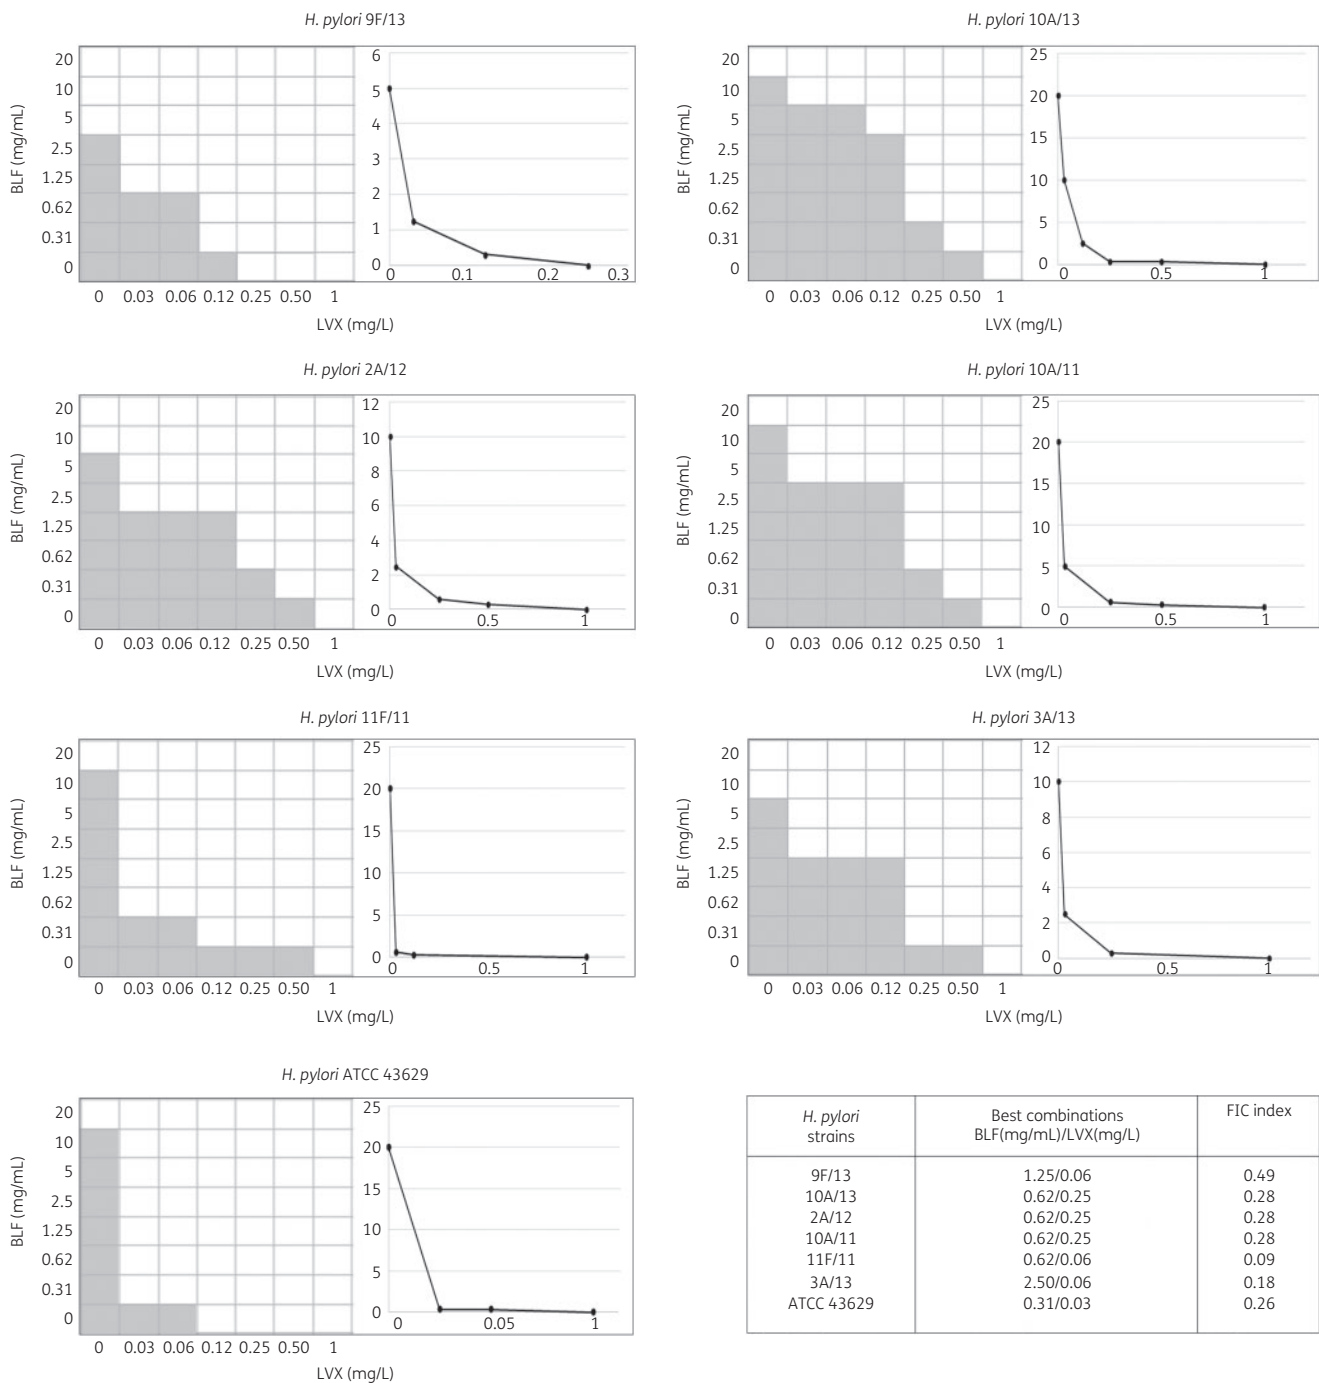 H. pylori 9F/13
BLF (mg/mL)
20
10
5
2.5
1.25
0.62
0.31
0
0 0.03 0.06 0.12 0.25 0.50 1
LVX (mg/L)
6
5
4
3
2
1
0
0 0.1 0.2 0.3
H. pylori 10A/13
BLF (mg/mL)
20
10
5
2.5
1.25
0.62
0.31
0
0 0.03 0.06 0.12 0.25 0.50 1
LVX (mg/L)
25
20
15
10
5
0
0 0.5 1
H. pylori 2A/12
BLF (mg/mL)
20
10
5
2.5
1.25
0.62
0.31
0
0 0.03 0.06 0.12 0.25 0.50 1
LVX (mg/L)
12
10
8
6
4
2
0
0 0.5 1
H. pylori 10A/11
BLF (mg/mL)
20
10
5
2.5
1.25
0.62
0.31
0
0 0.03 0.06 0.12 0.25 0.50 1
LVX (mg/L)
25
20
15
10
5
0
0 0.5 1
H. pylori 11F/11
BLF (mg/mL)
20
10
5
2.5
1.25
0.62
0.31
0
0 0.03 0.06 0.12 0.25 0.50 1
LVX (mg/L)
25
20
15
10
5
0
0 0.5 1
H. pylori 3A/13
BLF (mg/mL)
20
10
5
2.5
1.25
0.62
0.31
0
0 0.03 0.06 0.12 0.25 0.50 1
LVX (mg/L)
12
10
8
6
4
2
0
0 0.5 1
H. pylori ATCC 43629
BLF (mg/mL)
20
10
5
2.5
1.25
0.62
0.31
0
0 0.03 0.06 0.12 0.25 0.50 1
LVX (mg/L)
25
20
15
10
5
0
0 0.05 1
H. pylori strains Best combinations BLF(mg/mL)/LVX(mg/L) FIC index
9F/13 1.25/0.06 0.49
10A/13 0.62/0.25 0.28
2A/12 0.62/0.25 0.28
10A/11 0.62/0.25 0.28
11F/11 0.62/0.06 0.09
3A/13 2.50/0.06 0.18
ATCC 43629 0.31/0.03 0.26